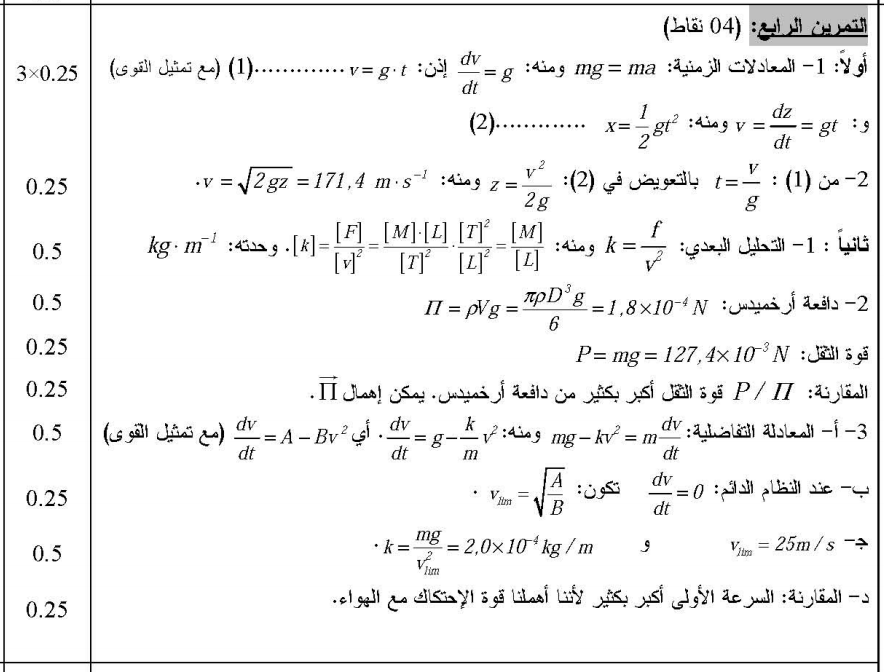 التمرين الرابع: (04 نقاط)
3×0.25 أولاً: 1- المعادلات الزمنية: mg = ma ومنه: dv/dt = g إذن: v = g·t .............(1) (مع تمثيل القوى)
و: v = dz/dt = gt ومنه: x = 1/2 gt² .............(2)
0.25 2- من (1) : t = v/g بالتعويض في (2): z = v²/2g ومنه: v = √(2gz) = 171,4 m·s⁻¹.
0.5 ثانياً : 1- التحليل البعدي: k = f/v² ومنه: [k] = [F]/[v]² = [M]·[L]/[T]² · [T]²/[L]² = [M]/[L]. وحدته: kg·m⁻¹
0.5 2- دافعة أرخميدس: Π = ρVg = πρD³g/6 = 1,8×10⁻⁴ N
0.25 قوة الثقل: P = mg = 127,4×10⁻³ N
0.25 المقارنة: P / Π قوة الثقل أكبر بكثير من دافعة أرخميدس. يمكن إهمال Π⃗.
0.5 3- أ- المعادلة التفاضلية: mg − kv² = m dv/dt ومنه: dv/dt = g − k/m v². أي dv/dt = A − Bv² (مع تمثيل القوى)
0.25 ب- عند النظام الدائم: dv/dt = 0 تكون: v_lim = √(A/B).
0.5 ج- v_lim = 25m/s و k = mg/v²_lim = 2,0×10⁻⁴ kg/m.
0.25 د- المقارنة: السرعة الأولى أكبر بكثير لأننا أهملنا قوة الإحتكاك مع الهواء.